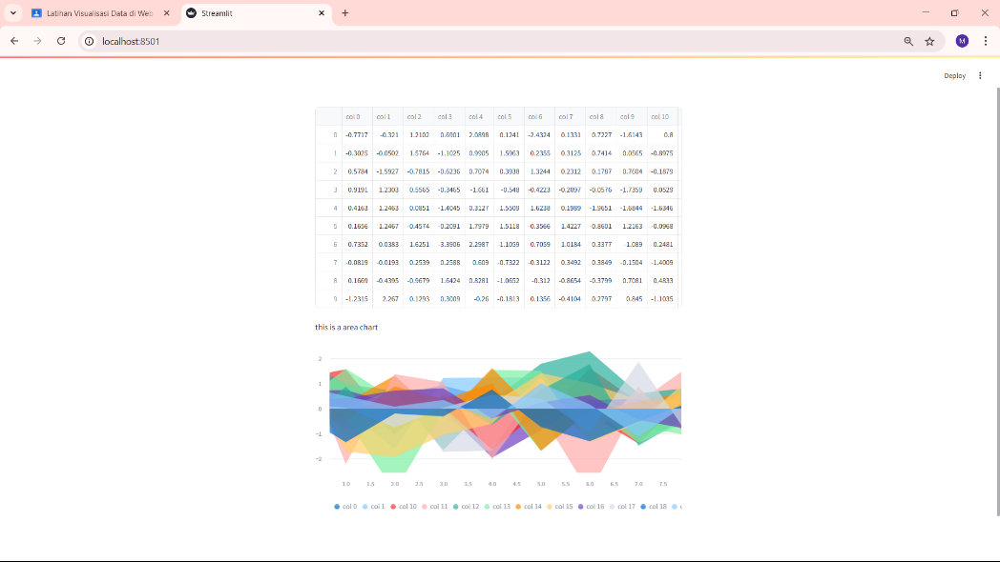 Latihan Visualisasi Data di Web
Streamlit
localhost:8501
M
Deploy
col 0 col 1 col 2 col 3 col 4 col 5 col 6 col 7 col 8 col 9 col 10
0 -0.7717 -0.321 1.2102 0.6901 2.0898 0.1241 -2.4324 0.1331 0.7227 -1.6143 0.8
1 -0.3025 -0.0502 1.5764 -1.1025 0.9905 1.5963 0.2355 0.3125 0.7414 0.0565 -0.8975
2 0.5784 -1.5927 -0.7815 -0.6236 0.7074 0.3938 1.3244 0.2312 0.1787 0.7604 -0.1879
3 0.9191 1.2303 0.5565 -0.3465 -1.661 -0.548 -0.4223 -0.2097 -0.0576 -1.7359 0.0529
4 0.4163 1.2463 0.0851 -1.4045 0.3127 1.5509 1.6238 0.1989 -1.9651 -1.6844 -1.6346
5 0.1656 1.2467 -0.4574 -0.2091 1.7979 1.5118 -0.3566 1.4227 -0.8601 1.2163 -0.0968
6 0.7352 0.0383 1.6251 -3.3906 2.2987 -1.1059 0.7059 1.0184 0.3377 -1.089 0.2481
7 -0.0819 -0.0193 0.2539 0.2588 0.609 -0.7322 -0.3122 0.3492 0.3849 -0.1504 -1.4009
8 0.1669 -0.4395 -0.9679 1.6424 0.8281 -1.0652 -0.312 -0.8654 -0.3799 0.7081 0.4833
9 -1.2315 2.267 0.1293 0.3009 -0.26 -0.1813 0.1356 -0.4104 0.2797 0.845 -1.1035
this is a area chart
2
1
0
−1
−2
1.0 1.5 2.0 2.5 3.0 3.5 4.0 4.5 5.0 5.5 6.0 6.5 7.0 7.5
col 0 col 1 col 10 col 11 col 12 col 13 col 14 col 15 col 16 col 17 col 18